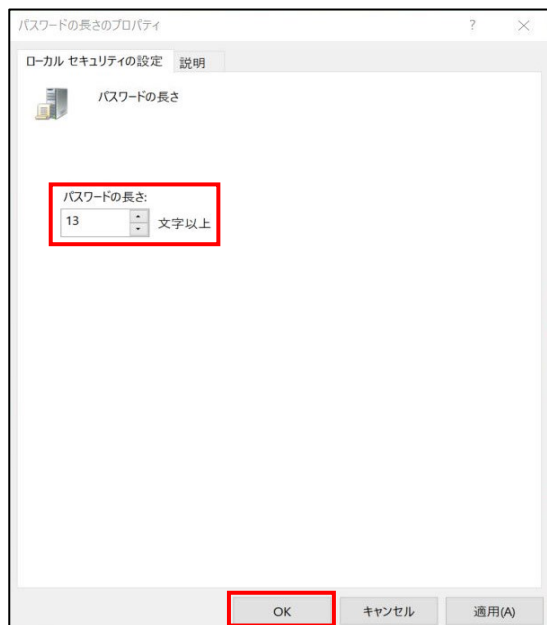 パスワードの長さのプロパティ ? ×
ローカル セキュリティの設定 説明
パスワードの長さ
パスワードの長さ:
13 文字以上
OK キャンセル 適用(A)